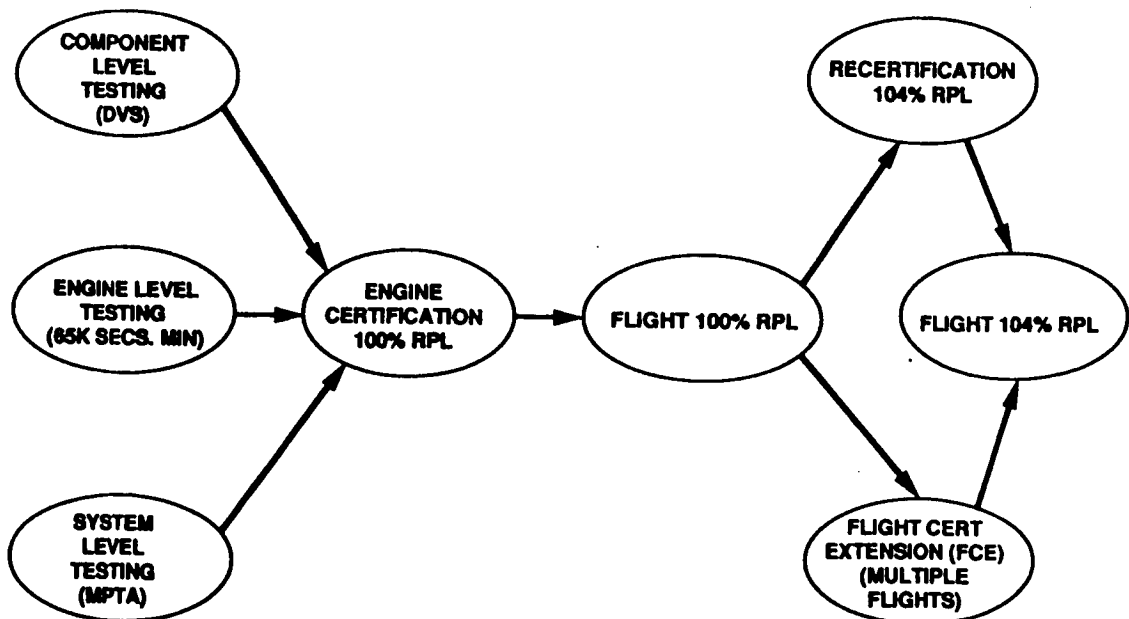 COMPONENT
LEVEL
TESTING
(DVS)
ENGINE LEVEL
TESTING
(65K SECS. MIN)
SYSTEM
LEVEL
TESTING
(MPTA)
ENGINE
CERTIFICATION
100% RPL
FLIGHT 100% RPL
RECERTIFICATION
104% RPL
FLIGHT 104% RPL
FLIGHT CERT
EXTENSION (FCE)
(MULTIPLE
FLIGHTS)